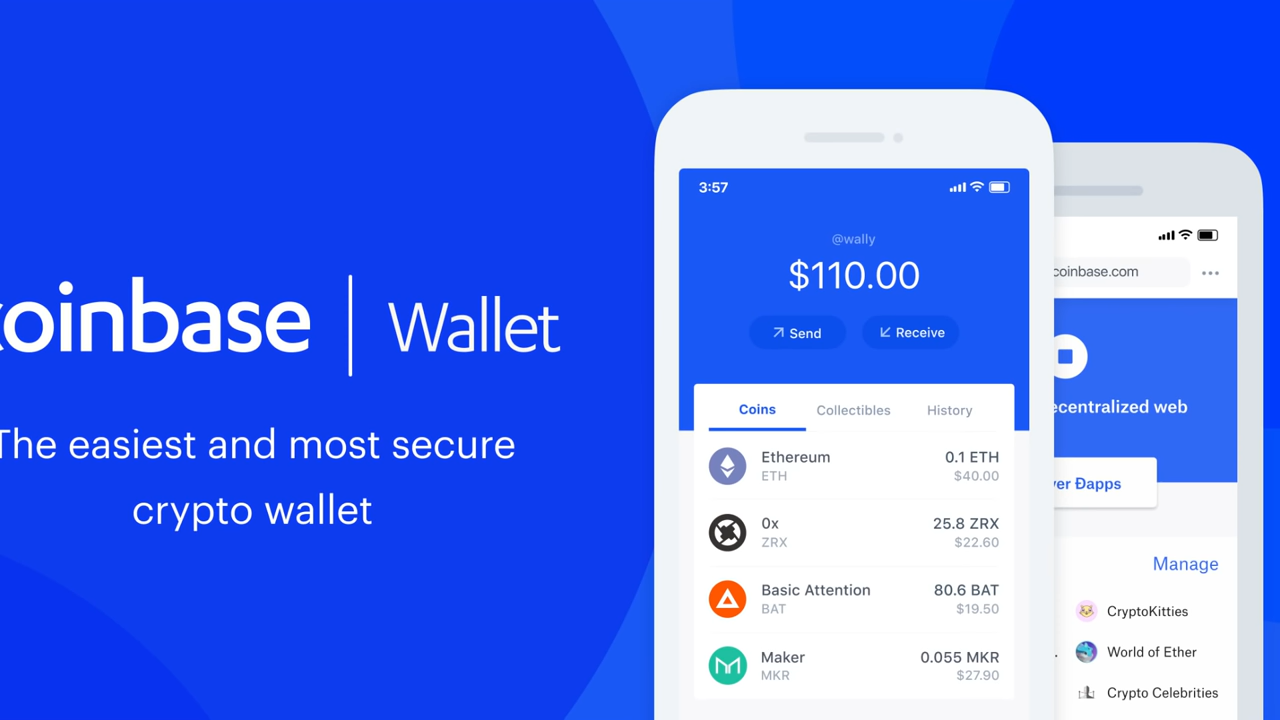 coinbase | Wallet
The easiest and most secure
crypto wallet
3:57
@wally
$110.00
Send Receive
Coins Collectibles History
Ethereum 0.1 ETH
ETH $40.00
0x 25.8 ZRX
ZRX $22.60
Basic Attention 80.6 BAT
BAT $19.50
Maker 0.055 MKR
MKR $27.90
coinbase.com
ecentralized web
er Ðapps
Manage
CryptoKitties
World of Ether
Crypto Celebrities